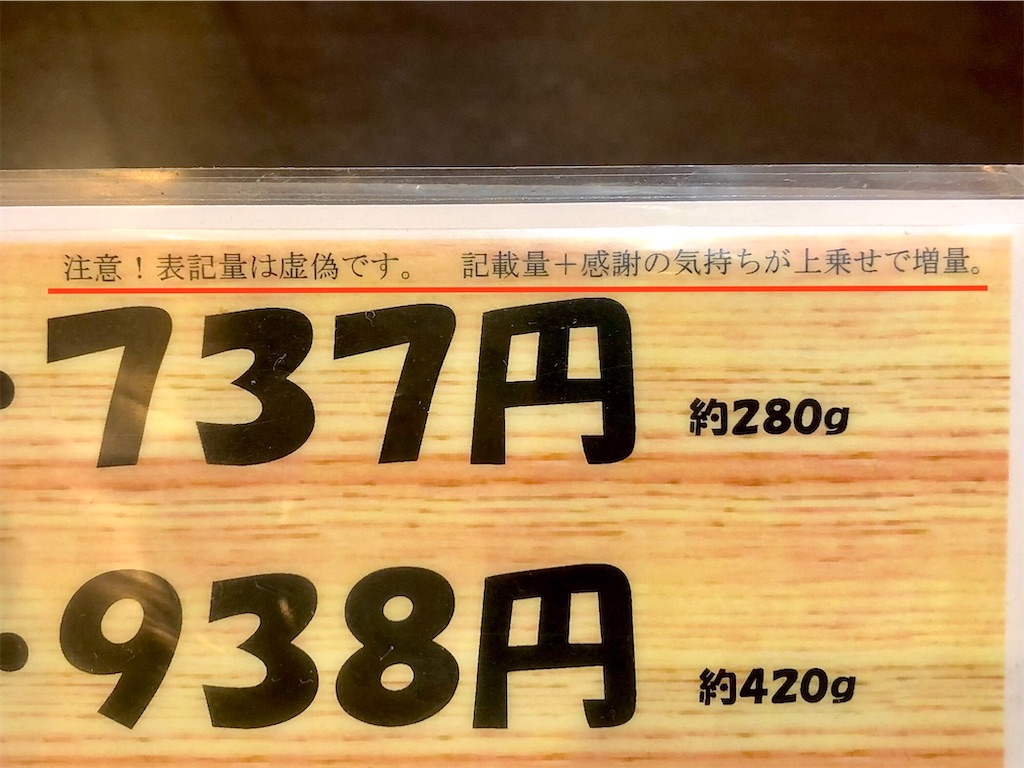 注意！表記量は虚偽です。　記載量＋感謝の気持ちが上乗せで増量。
・737円 約280g
・938円 約420g